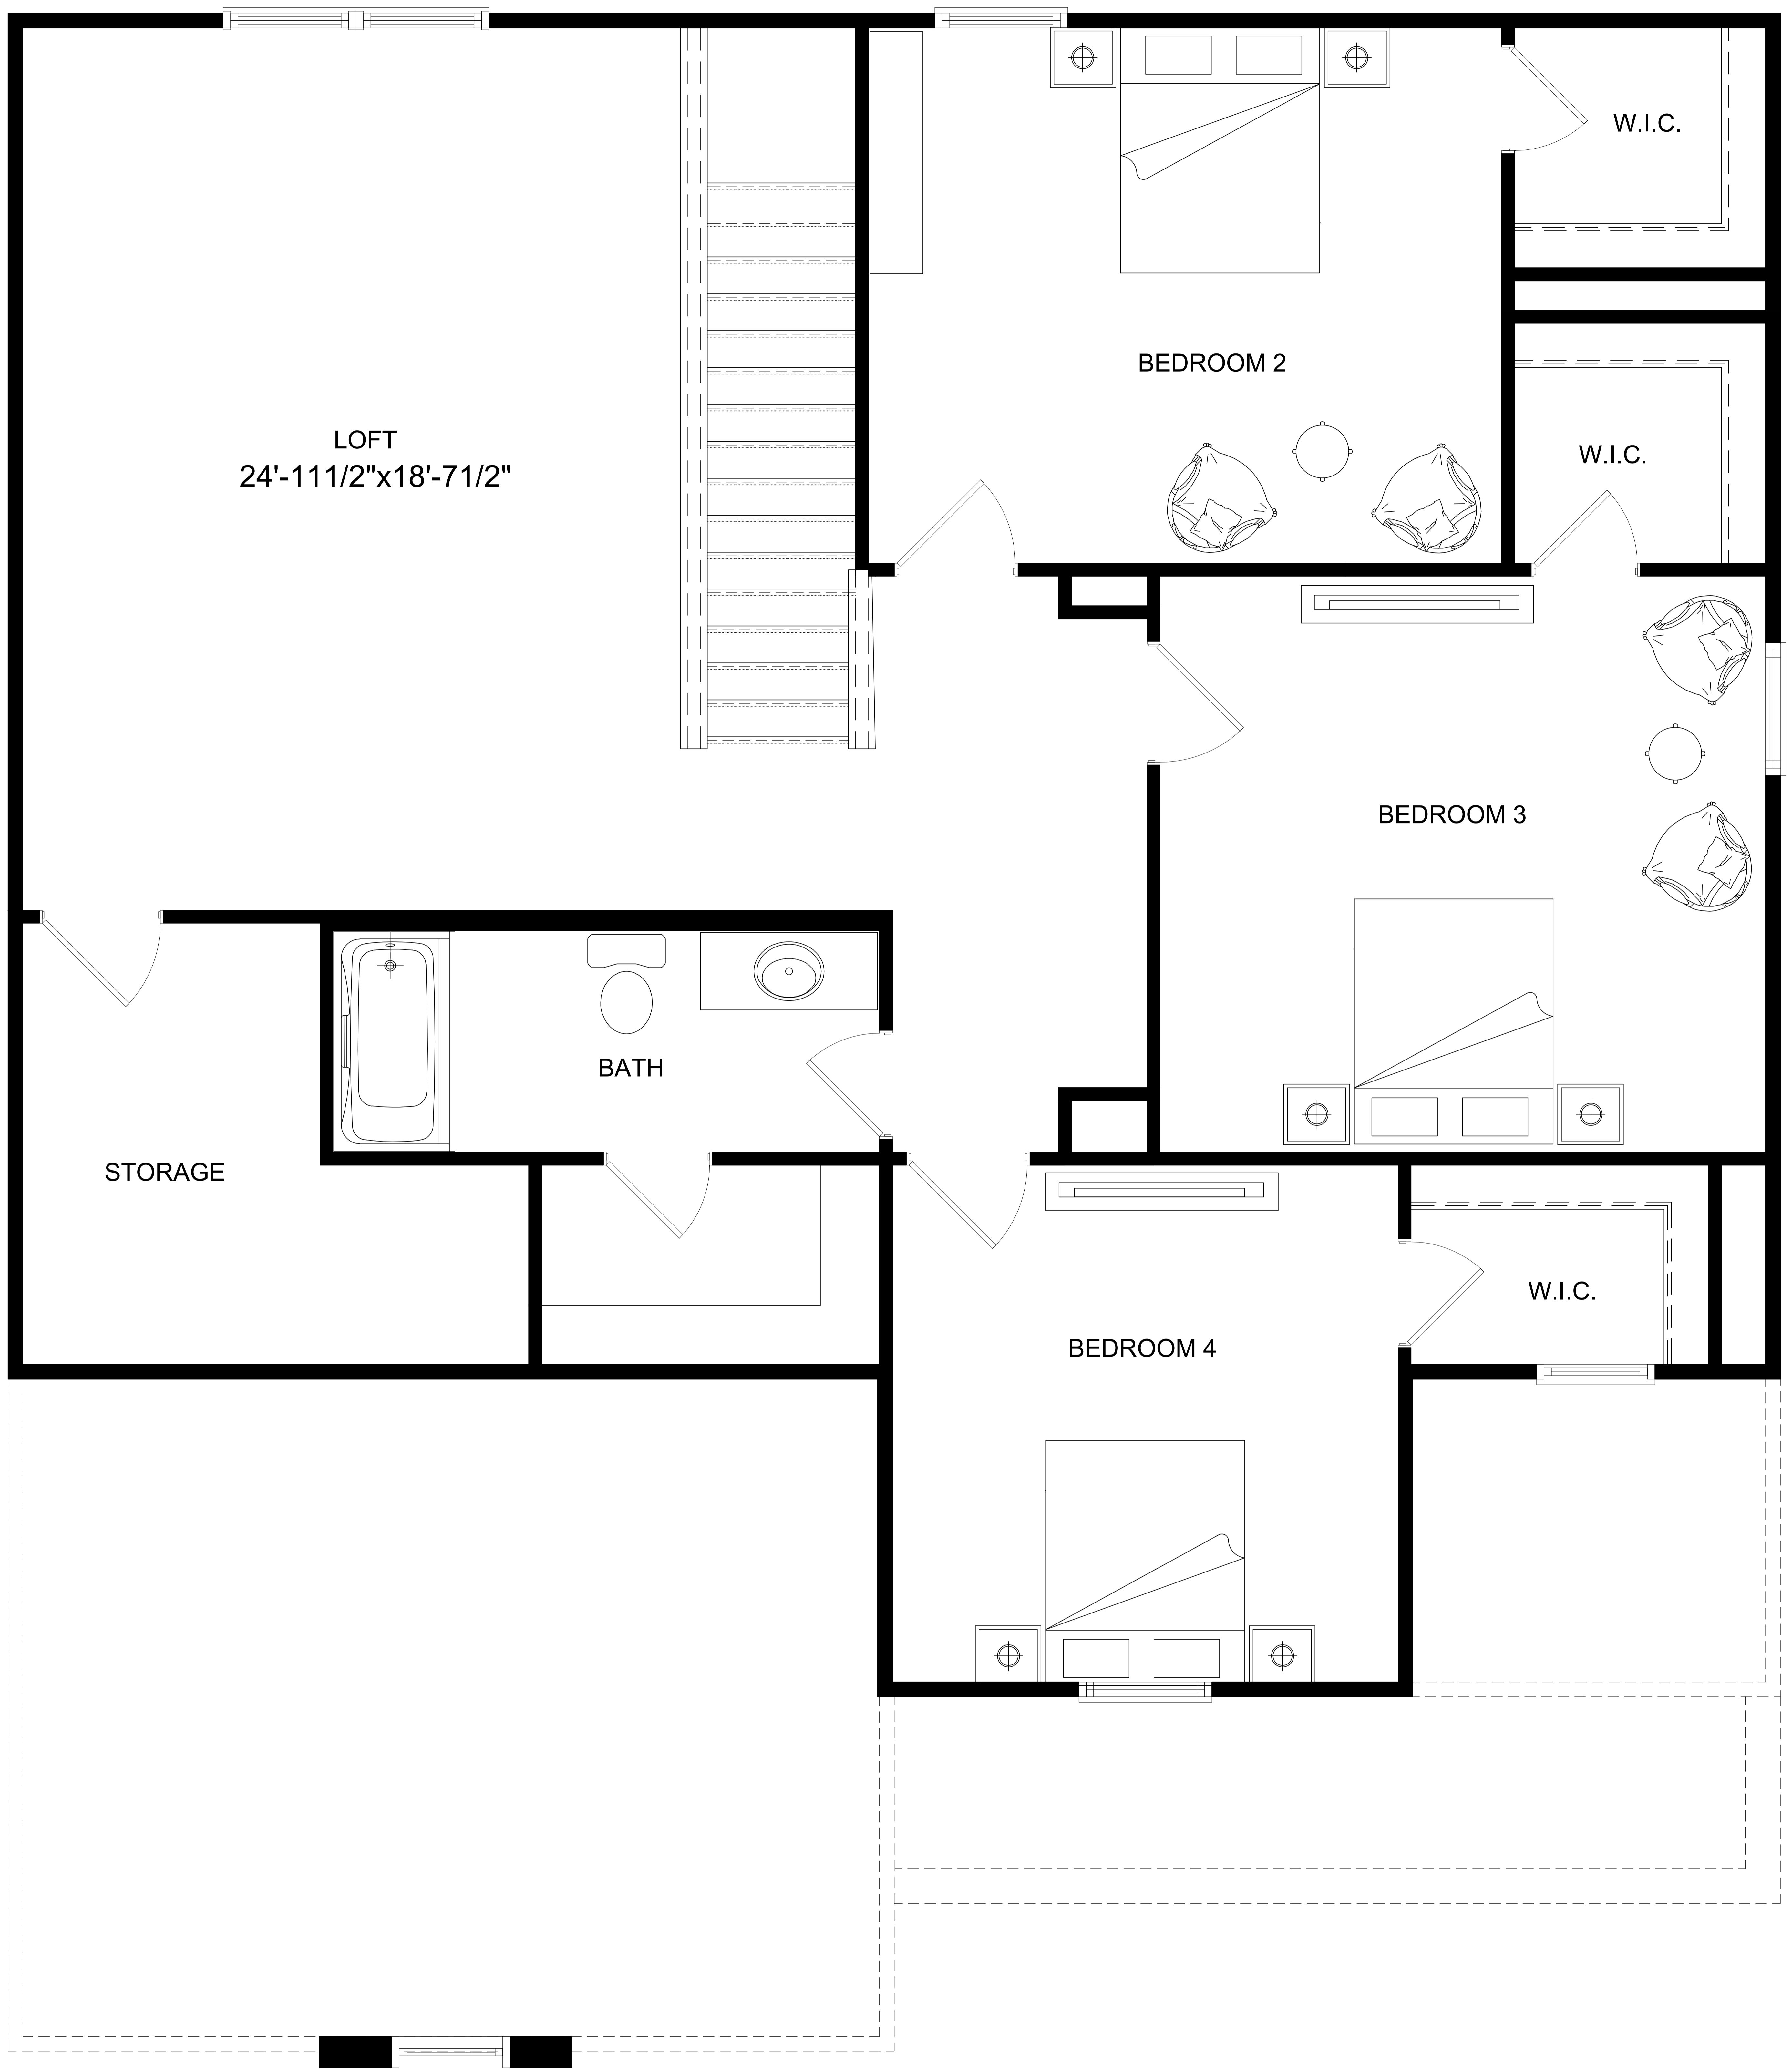 W.I.C.
BEDROOM 2
LOFT
24'-111/2"x18'-71/2"
W.I.C.
BEDROOM 3
BATH
STORAGE
W.I.C.
BEDROOM 4